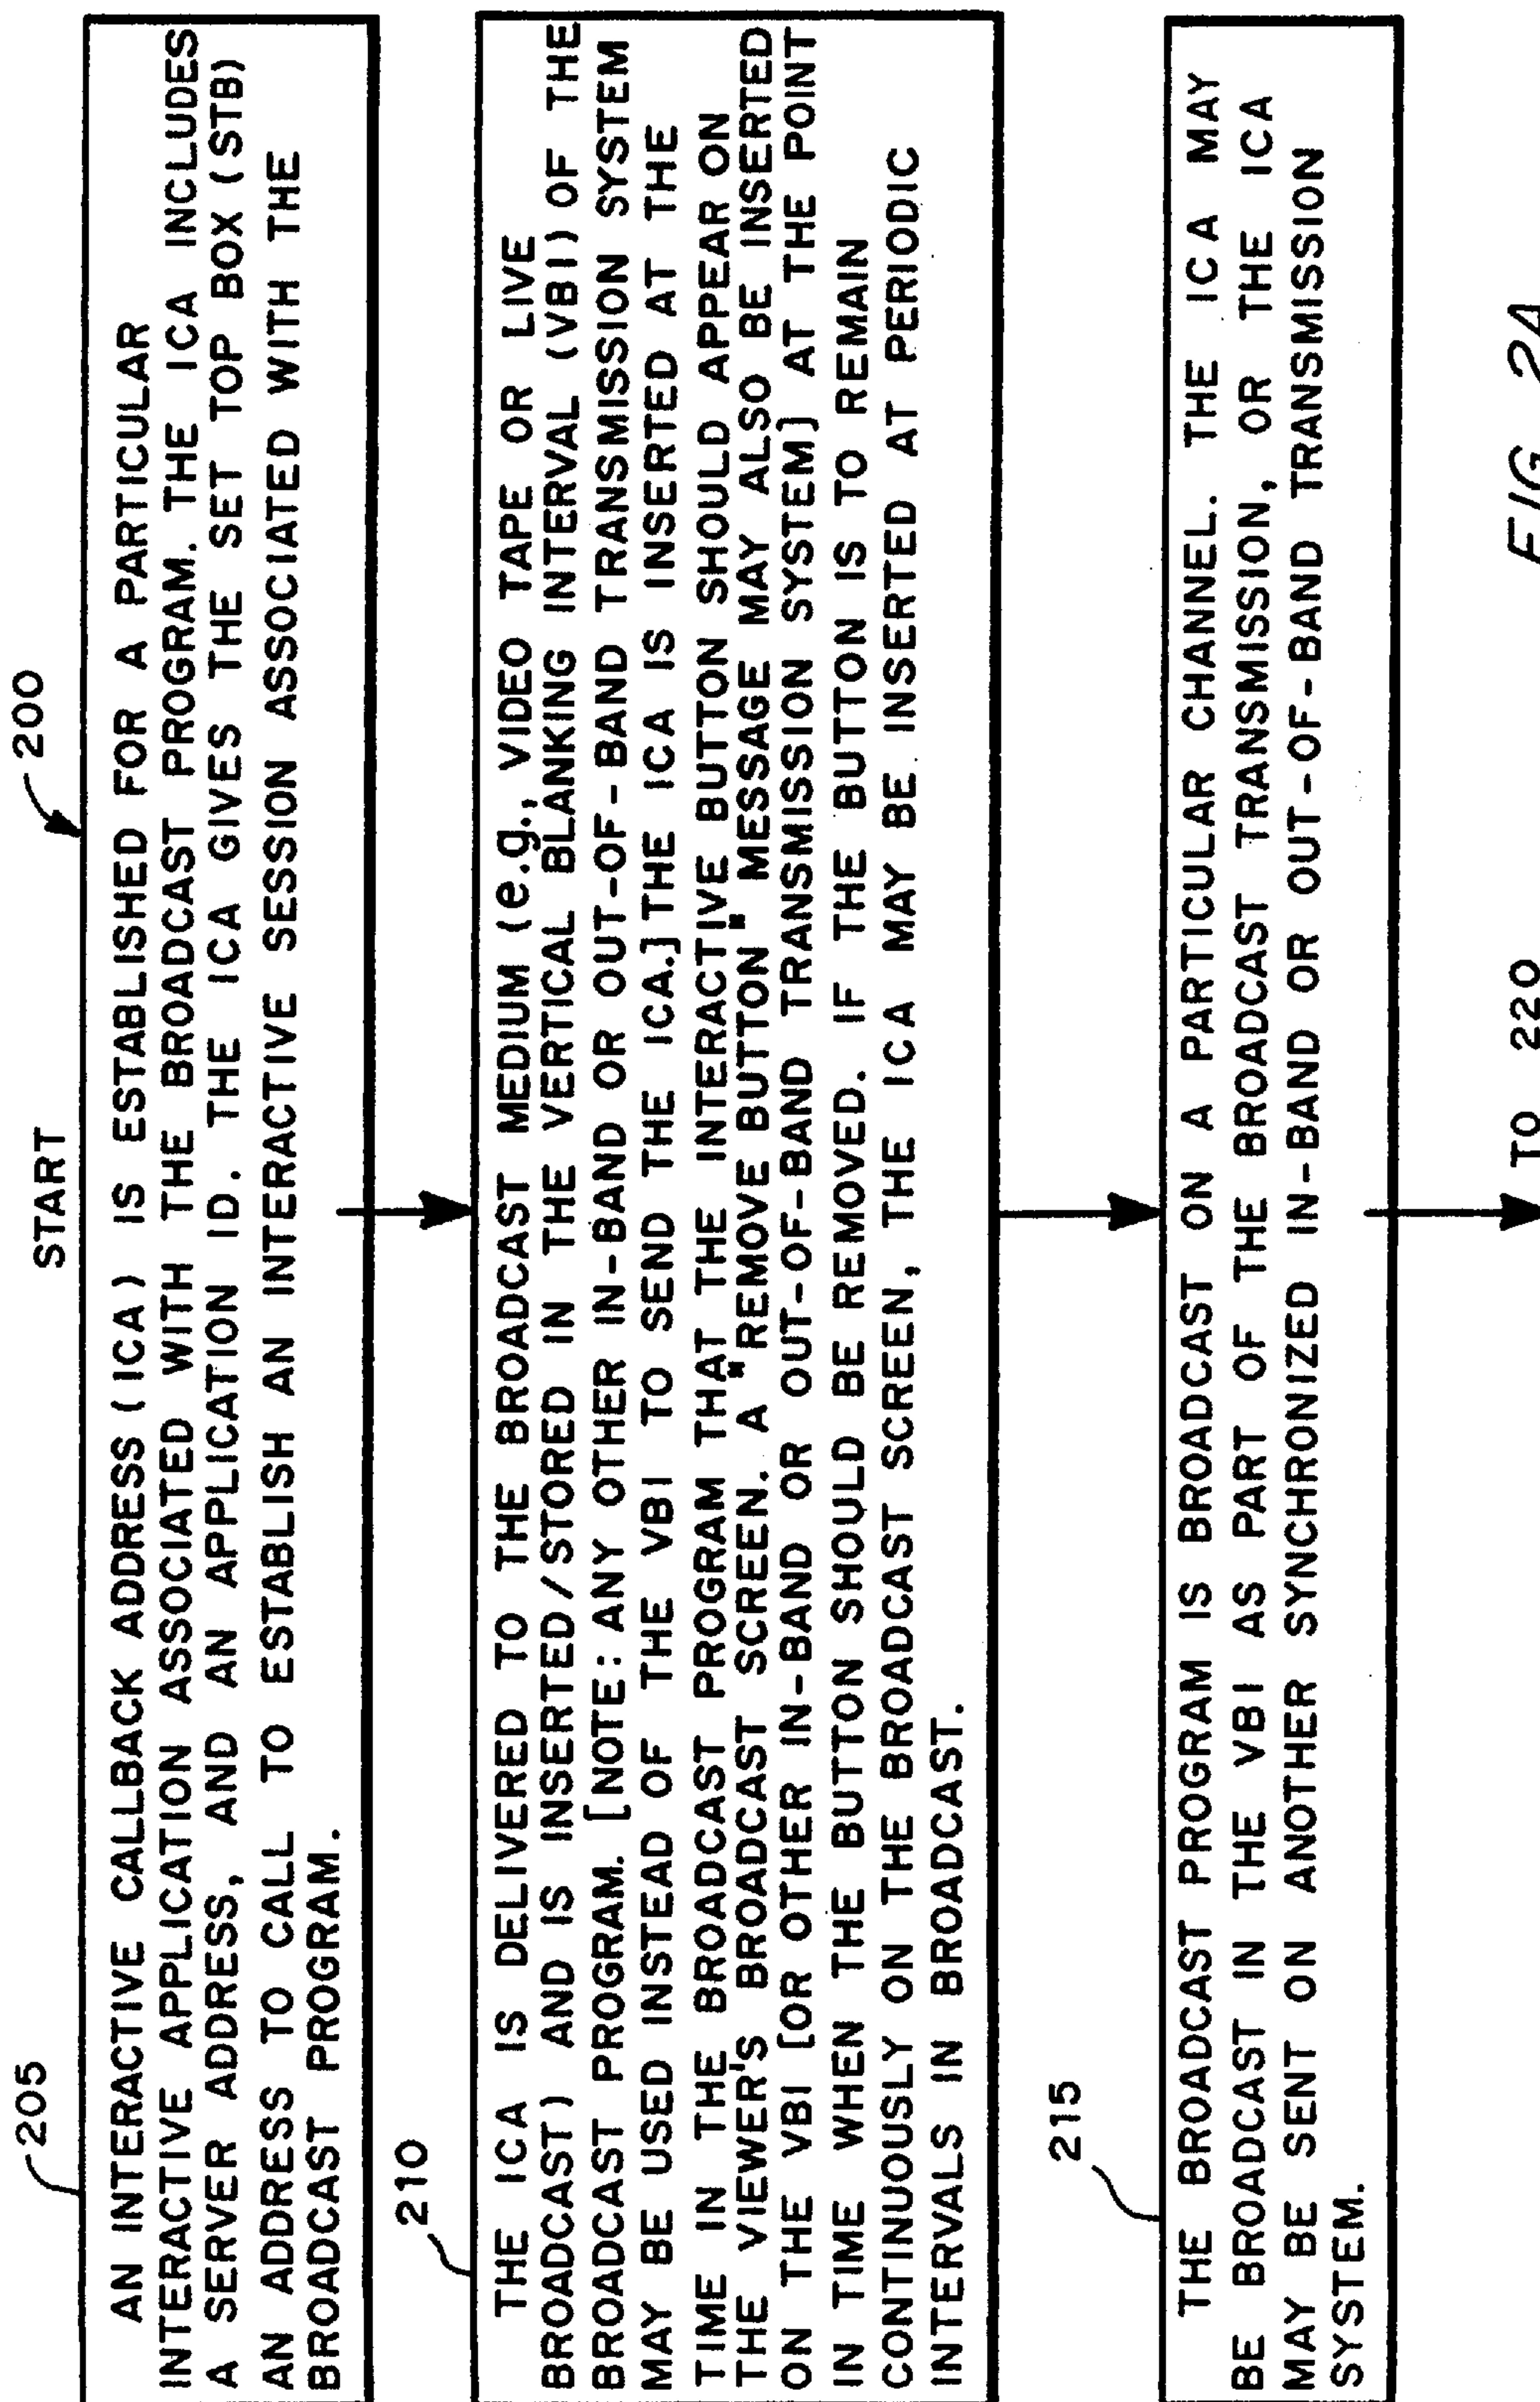 START
200
205
AN INTERACTIVE CALLBACK ADDRESS (ICA) IS ESTABLISHED FOR A PARTICULAR
INTERACTIVE APPLICATION ASSOCIATED WITH THE BROADCAST PROGRAM. THE ICA INCLUDES
A SERVER ADDRESS, AND AN APPLICATION ID. THE ICA GIVES THE SET TOP BOX (STB)
AN ADDRESS TO CALL TO ESTABLISH AN INTERACTIVE SESSION ASSOCIATED WITH THE
BROADCAST PROGRAM.
210
THE ICA IS DELIVERED TO THE BROADCAST MEDIUM (e.g., VIDEO TAPE OR LIVE
BROADCAST) AND IS INSERTED/STORED IN THE VERTICAL BLANKING INTERVAL (VBI) OF THE
BROADCAST PROGRAM. [NOTE: ANY OTHER IN-BAND OR OUT-OF-BAND TRANSMISSION SYSTEM
MAY BE USED INSTEAD OF THE VBI TO SEND THE ICA.] THE ICA IS INSERTED AT THE
TIME IN THE BROADCAST PROGRAM THAT THE INTERACTIVE BUTTON SHOULD APPEAR ON
THE VIEWER'S BROADCAST SCREEN. A "REMOVE BUTTON" MESSAGE MAY ALSO BE INSERTED
ON THE VBI [OR OTHER IN-BAND OR OUT-OF-BAND TRANSMISSION SYSTEM] AT THE POINT
IN TIME WHEN THE BUTTON SHOULD BE REMOVED. IF THE BUTTON IS TO REMAIN
CONTINUOUSLY ON THE BROADCAST SCREEN, THE ICA MAY BE INSERTED AT PERIODIC
INTERVALS IN BROADCAST.
215
THE BROADCAST PROGRAM IS BROADCAST ON A PARTICULAR CHANNEL. THE ICA MAY
BE BROADCAST IN THE VBI AS PART OF THE BROADCAST TRANSMISSION, OR THE ICA
MAY BE SENT ON ANOTHER SYNCHRONIZED IN-BAND OR OUT-OF-BAND TRANSMISSION
SYSTEM.
TO 220
FIG. 2A